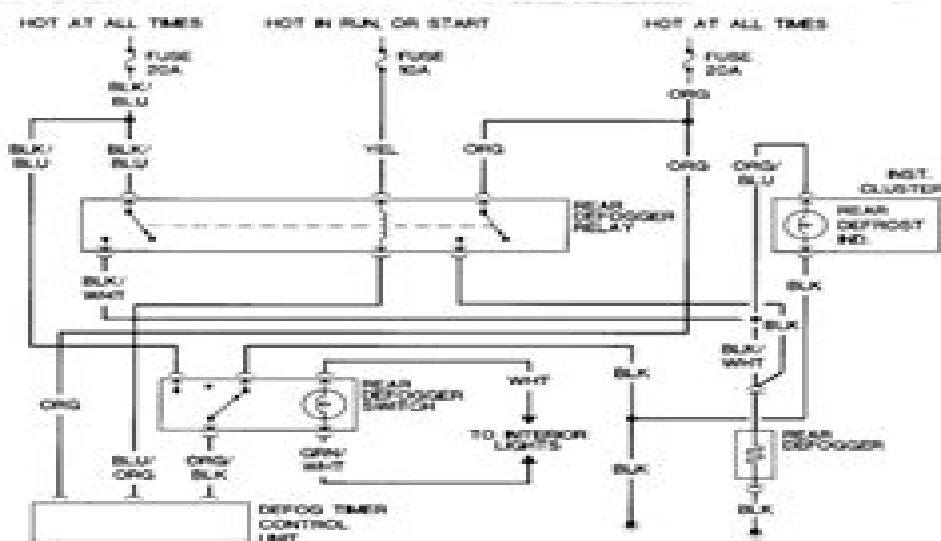 HOT AT ALL TIMES
HOT IN RUN, OR START
HOT AT ALL TIMES
FUSE
20A
FUSE
10A
FUSE
20A
BLK/
BLU
ORG
BLK/
BLU
BLK/
BLU
YEL
ORG
ORG
ORG/
BLU
INST.
CLUSTER
REAR
DEFOGGER
RELAY
REAR
DEFROST
IND.
BLK/
WHT
BLK
BLK
BLK/
WHT
ORG
REAR
DEFOGGER
SWITCH
WHT
BLK
TO INTERIOR
LIGHTS
REAR
DEFOGGER
BLU/
ORG
ORG/
BLK
GRN/
WHT
BLK
BLK
DEFOG TIMER
CONTROL
UNIT